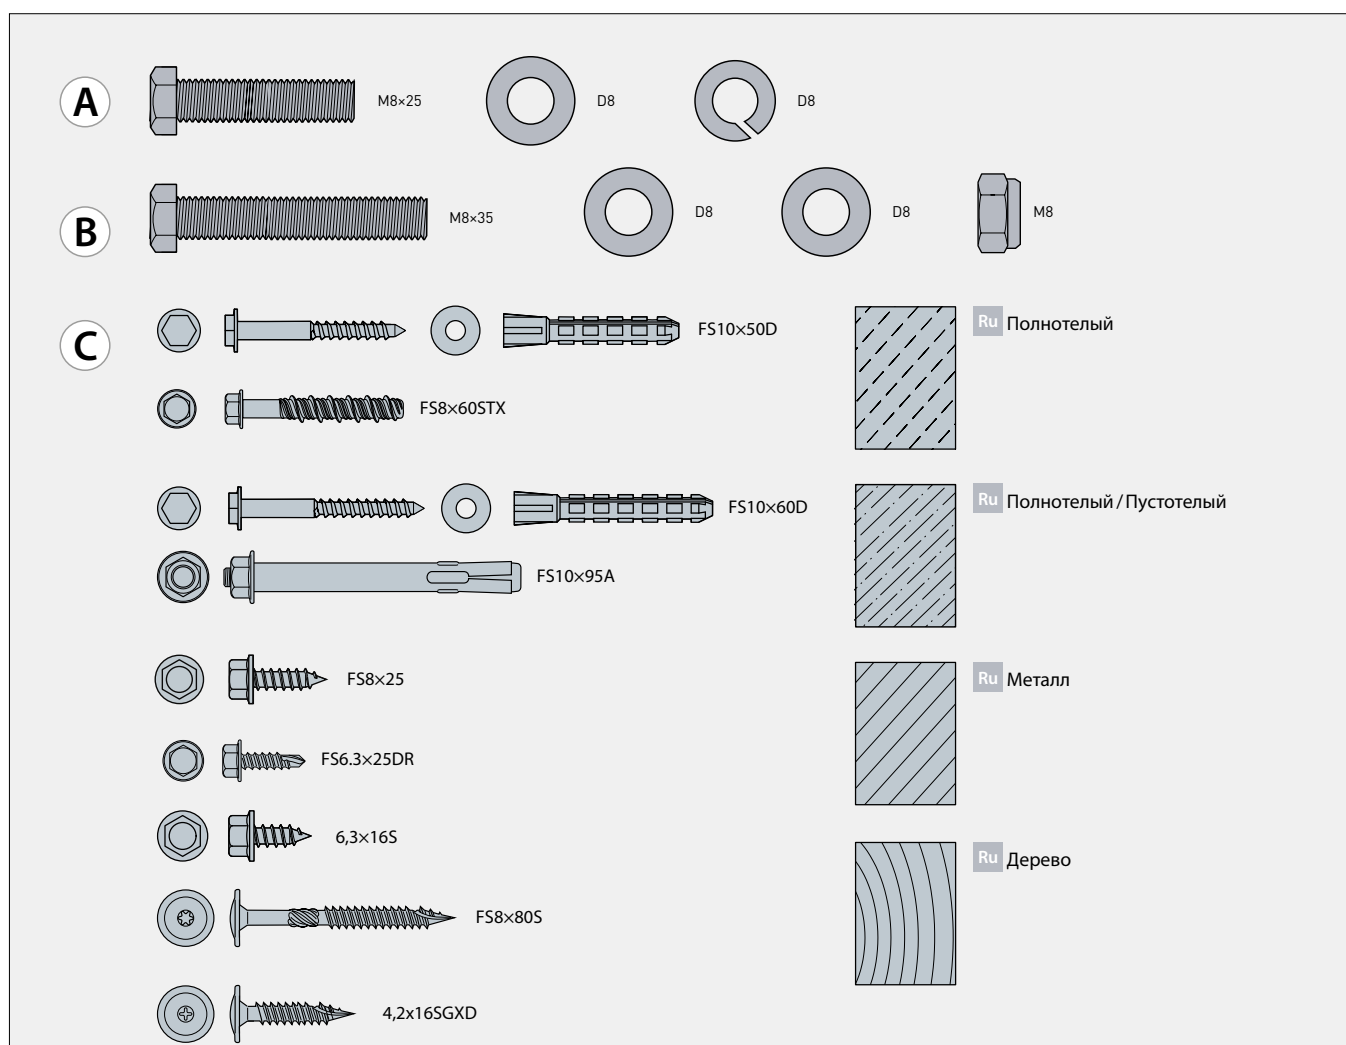 A
M8×25
D8
D8
B
M8×35
D8
D8
M8
C
FS10×50D
Ru Полнотелый
FS8×60STX
FS10×60D
Ru Полнотелый / Пустотелый
FS10×95A
FS8×25
Ru Металл
FS6.3×25DR
6,3×16S
Ru Дерево
FS8×80S
4,2x16SGXD